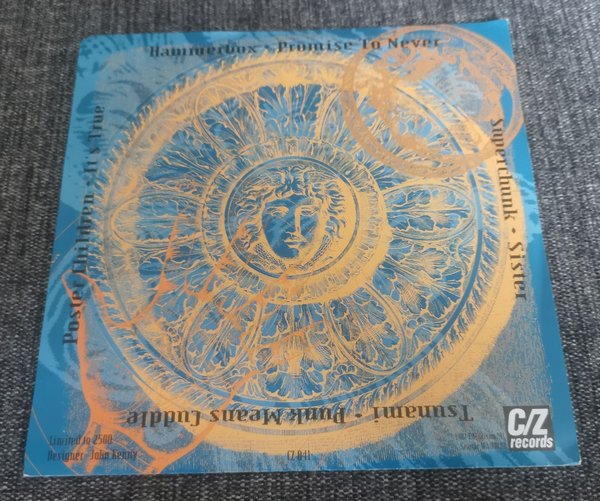 Hammerbox • Promise To Never
Superchunk • Sister
Tsunami • Punk Means Cuddle
Poster Children • It's True
Limited to 2500
Designer - John Kenny
CZ 041
C/Z
records